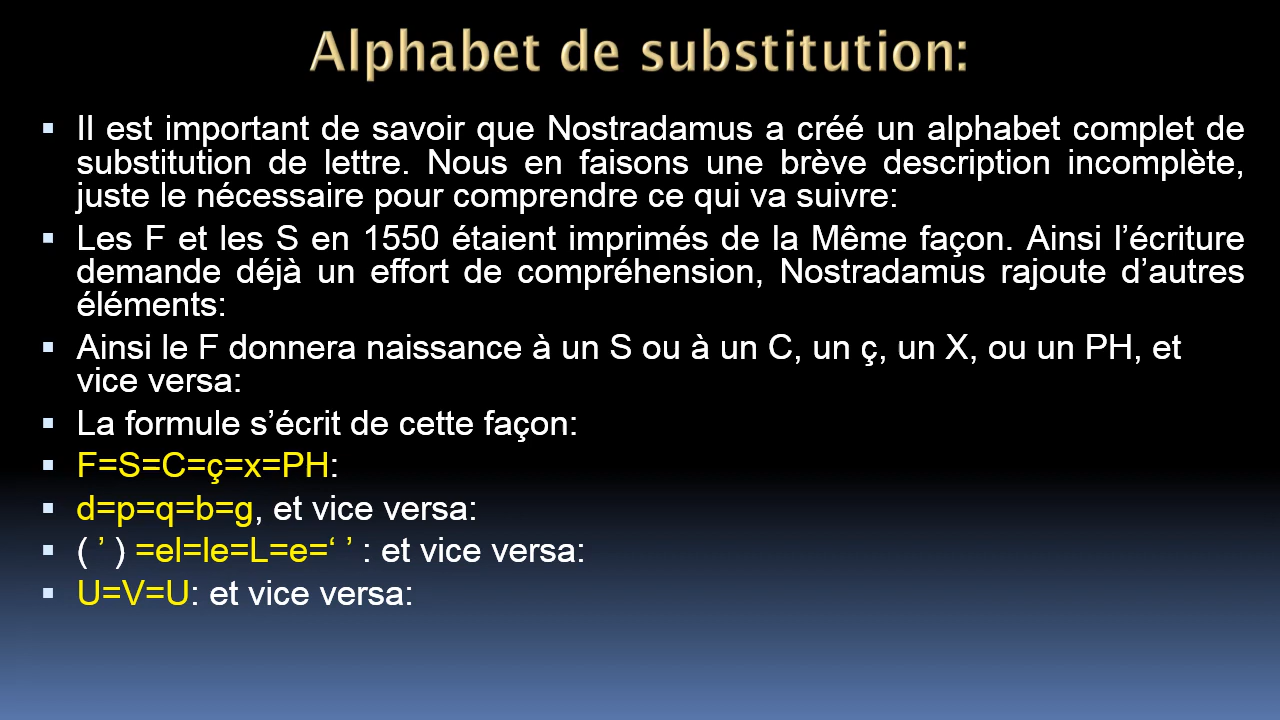 Alphabet de substitution:
Il est important de savoir que Nostradamus a créé un alphabet complet de
substitution de lettre. Nous en faisons une brève description incomplète,
juste le nécessaire pour comprendre ce qui va suivre:
Les F et les S en 1550 étaient imprimés de la Même façon. Ainsi l’écriture
demande déjà un effort de compréhension, Nostradamus rajoute d’autres
éléments:
Ainsi le F donnera naissance à un S ou à un C, un ç, un X, ou un PH, et
vice versa:
La formule s’écrit de cette façon:
F=S=C=ç=x=PH:
d=p=q=b=g, et vice versa:
( ’ ) =el=le=L=e=‘ ’ : et vice versa:
U=V=U: et vice versa: